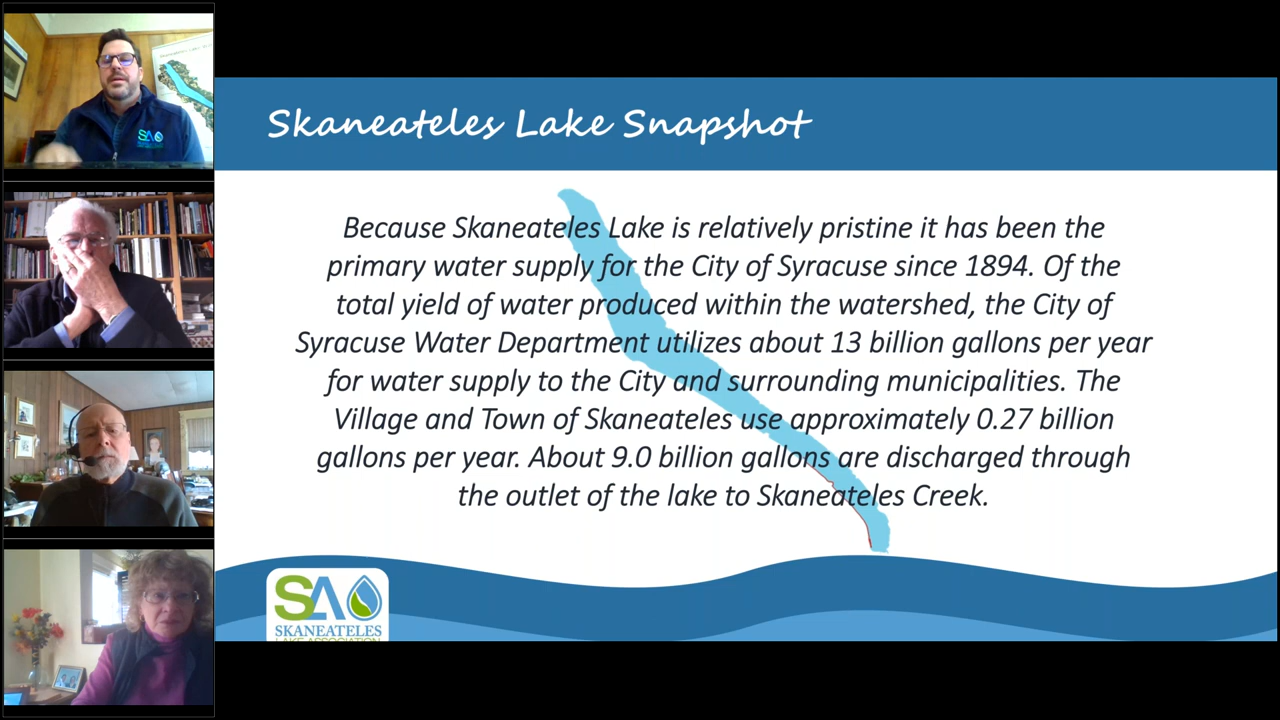 Skaneateles Lake Snapshot
Because Skaneateles Lake is relatively pristine it has been the
primary water supply for the City of Syracuse since 1894. Of the
total yield of water produced within the watershed, the City of
Syracuse Water Department utilizes about 13 billion gallons per year
for water supply to the City and surrounding municipalities. The
Village and Town of Skaneateles use approximately 0.27 billion
gallons per year. About 9.0 billion gallons are discharged through
the outlet of the lake to Skaneateles Creek.
SA
SKANEATELES
LAKE ASSOCIATION
SA